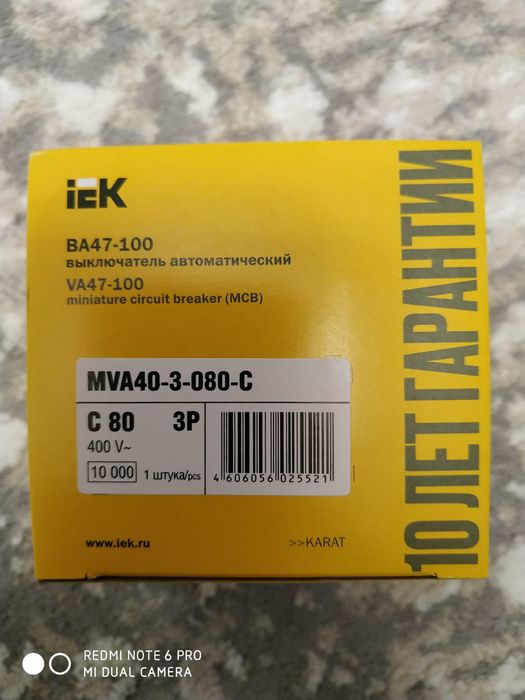 iEK
ВА47-100
выключатель автоматический
VA47-100
miniature circuit breaker (MCB)
MVA40-3-080-C
C 80 3P
400 V~
10 000 1 штука/pcs
4 606056 025521
www.iek.ru >>KARAT
10 ЛЕТ ГАРАНТИИ
REDMI NOTE 6 PRO
MI DUAL CAMERA